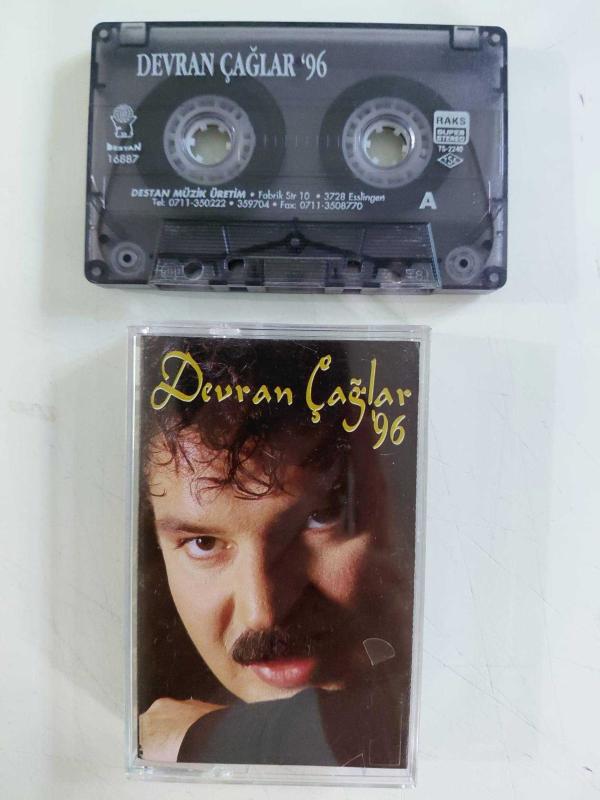 DEVRAN ÇAĞLAR '96
DESTAN
16887
RAKS
SUPER
STEREO
TS-2240
TSE
DESTAN MÜZİK ÜRETİM • Fabrik Str 10 • 3728 Esslingen
Tel: 0711-350222 • 359704 • Fax: 0711-3508770
A
Devran Çağlar
'96